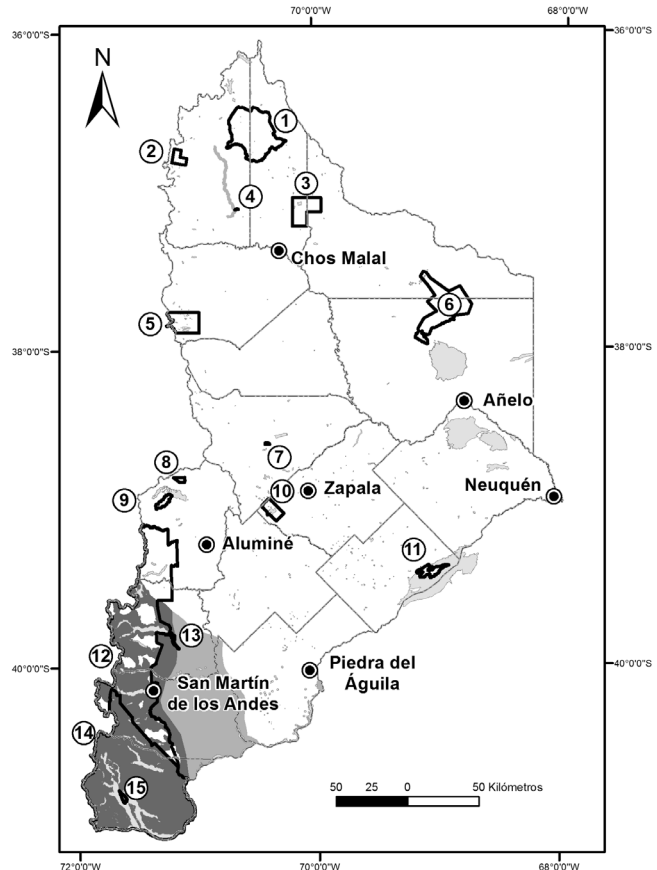 70°0'0"O
68°0'0"O
36°0'0"S
36°0'0"S
N
1
2
3
4
Chos Malal
5
6
38°0'0"S
38°0'0"S
Añelo
7
8
Neuquén
9
10
Zapala
Aluminé
11
13
12
40°0'0"S
40°0'0"S
Piedra del
Águila
San Martín
de los Andes
14
15
50 25 0 50 Kilómetros
72°0'0"O
70°0'0"O
68°0'0"O